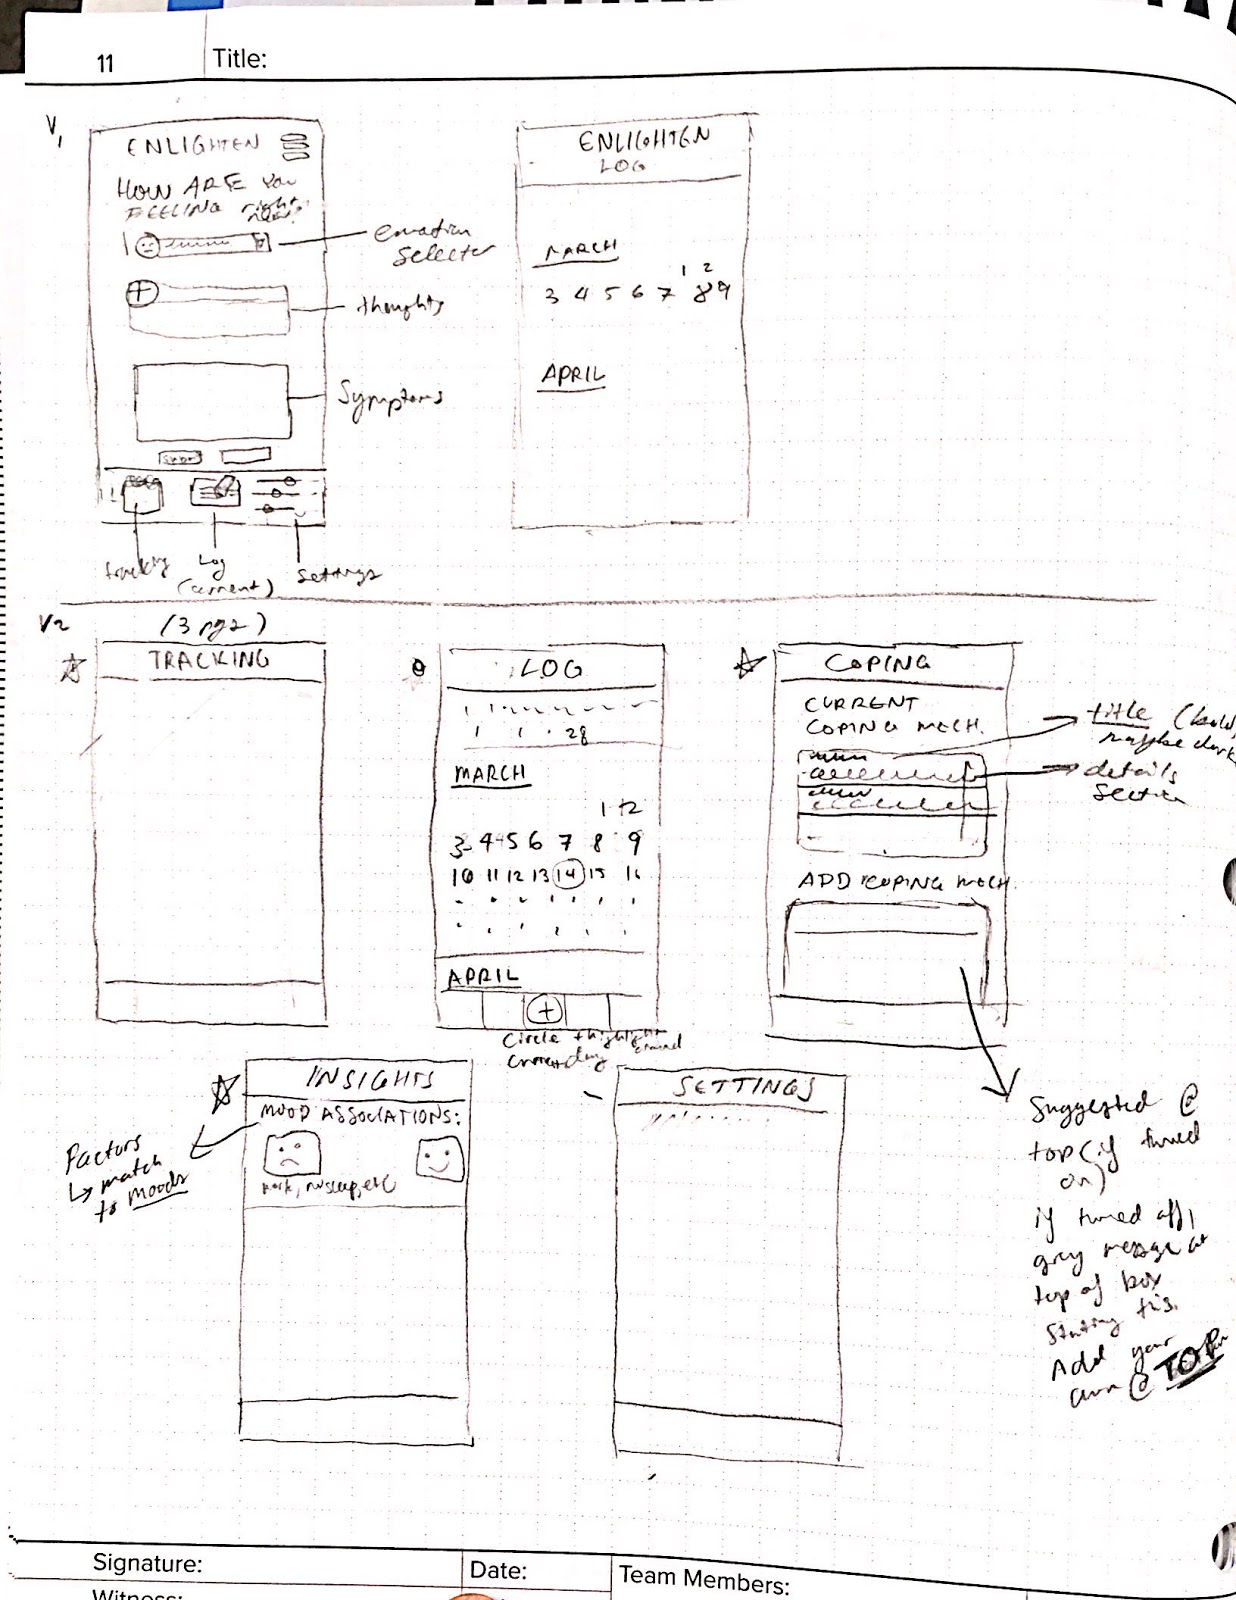 11
Title:
V1
ENLIGHTEN
HOW ARE YOU
FEELING right
now?
emotion
selector
thoughts
Symptoms
tracking
Log
(current)
settings
ENLIGHTEN
LOG
MARCH
1 2
3 4 5 6 7 8 9
APRIL
V2
(3 pgs)
TRACKING
LOG
28
MARCH
1 2
3 4 5 6 7 8 9
10 11 12 13 14 15 16
APRIL
+
Circle + highlight around
current day
COPING
CURRENT
COPING MECH.
ADD COPING MECH.
title (bold,
maybe dark
details
section
Suggested @
top (if turned
on)
if turned off,
grey message at
top of box
stating this.
Add your
own @ TOP
INSIGHTS
MOOD ASSOCIATIONS:
work, no sleep, etc
Factors
↳ match
to moods
SETTINGS
Signature:
Date:
Team Members:
Witness: